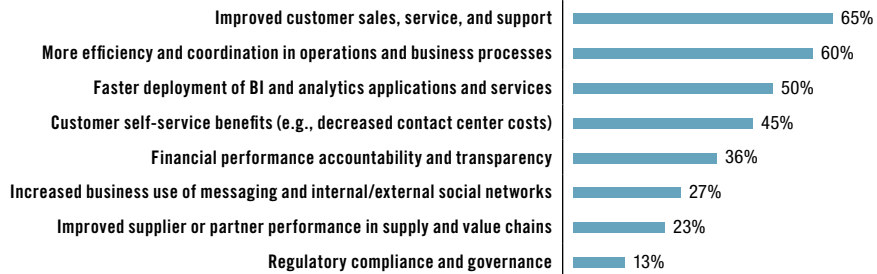 Improved customer sales, service, and support 65%
More efficiency and coordination in operations and business processes 60%
Faster deployment of BI and analytics applications and services 50%
Customer self-service benefits (e.g., decreased contact center costs) 45%
Financial performance accountability and transparency 36%
Increased business use of messaging and internal/external social networks 27%
Improved supplier or partner performance in supply and value chains 23%
Regulatory compliance and governance 13%